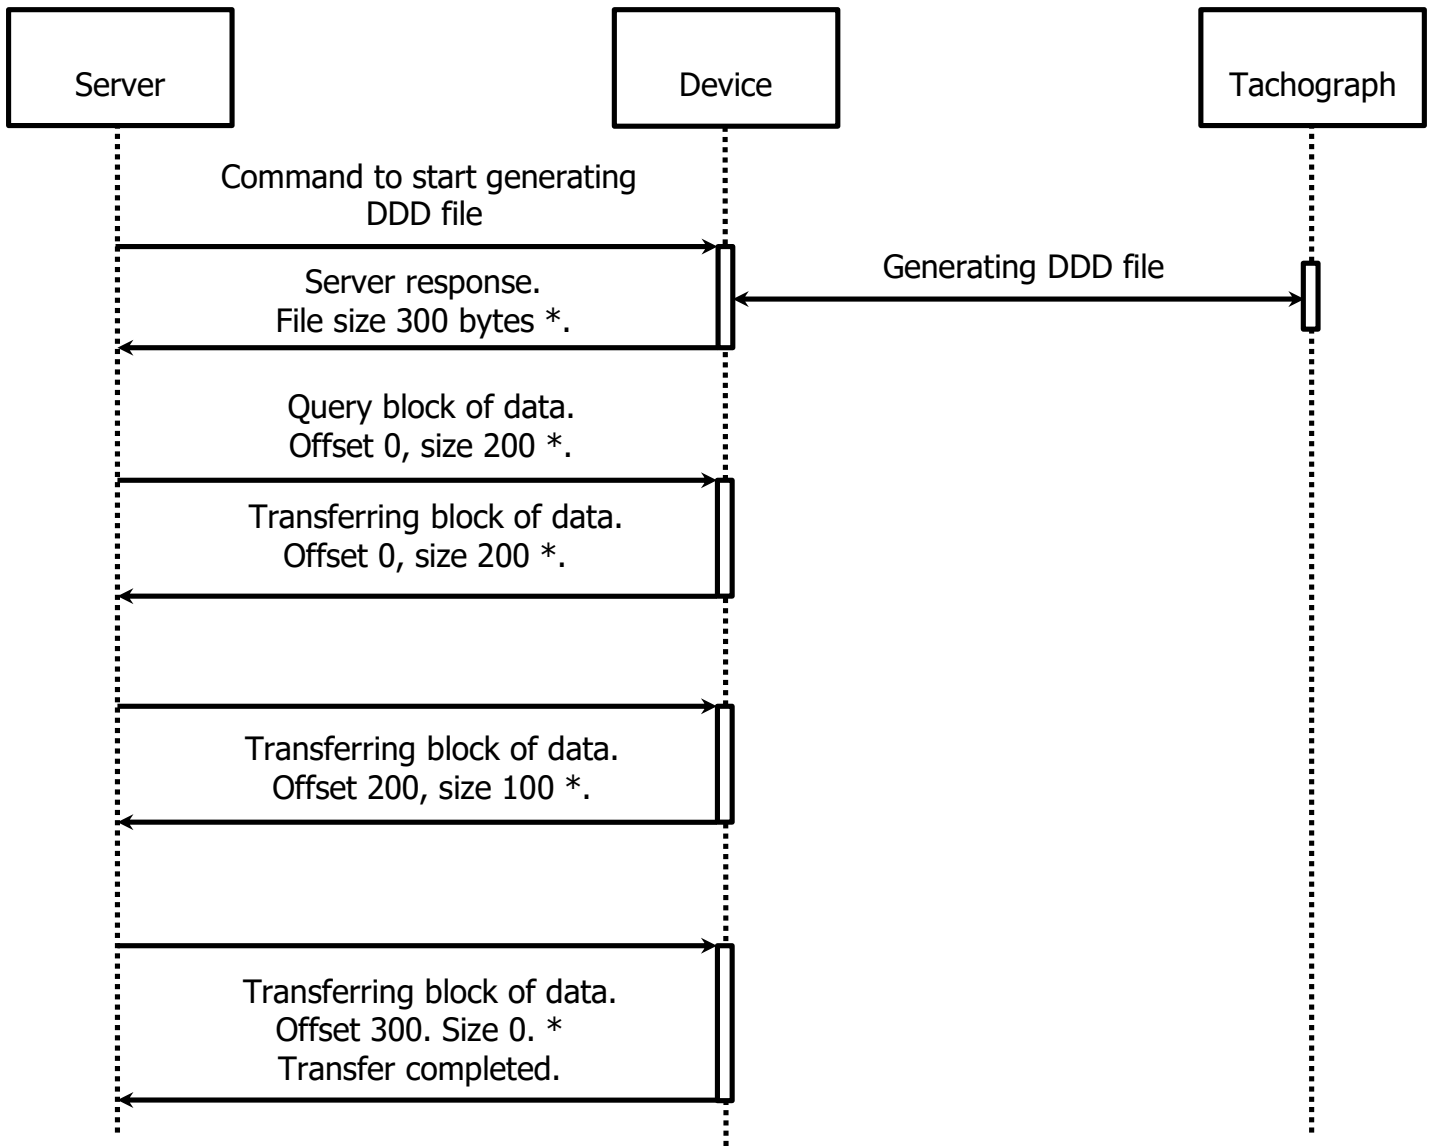 Server
Device
Tachograph
Command to start generating
DDD file
Generating DDD file
Server response.
File size 300 bytes *.
Query block of data.
Offset 0, size 200 *.
Transferring block of data.
Offset 0, size 200 *.
Transferring block of data.
Offset 200, size 100 *.
Transferring block of data.
Offset 300. Size 0. *
Transfer completed.